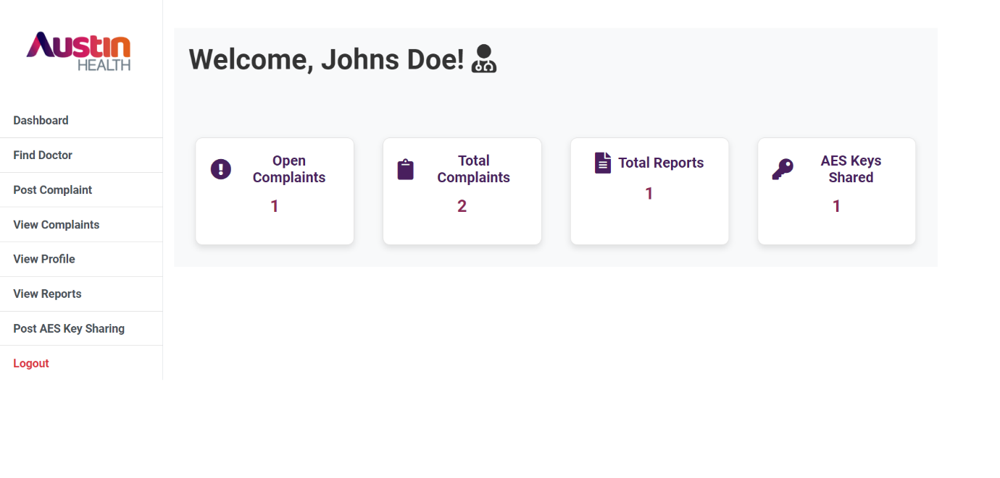 Austin
HEALTH
Dashboard
Find Doctor
Post Complaint
View Complaints
View Profile
View Reports
Post AES Key Sharing
Logout
Welcome, Johns Doe!
Open
Complaints
1
Total
Complaints
2
Total Reports
1
AES Keys
Shared
1